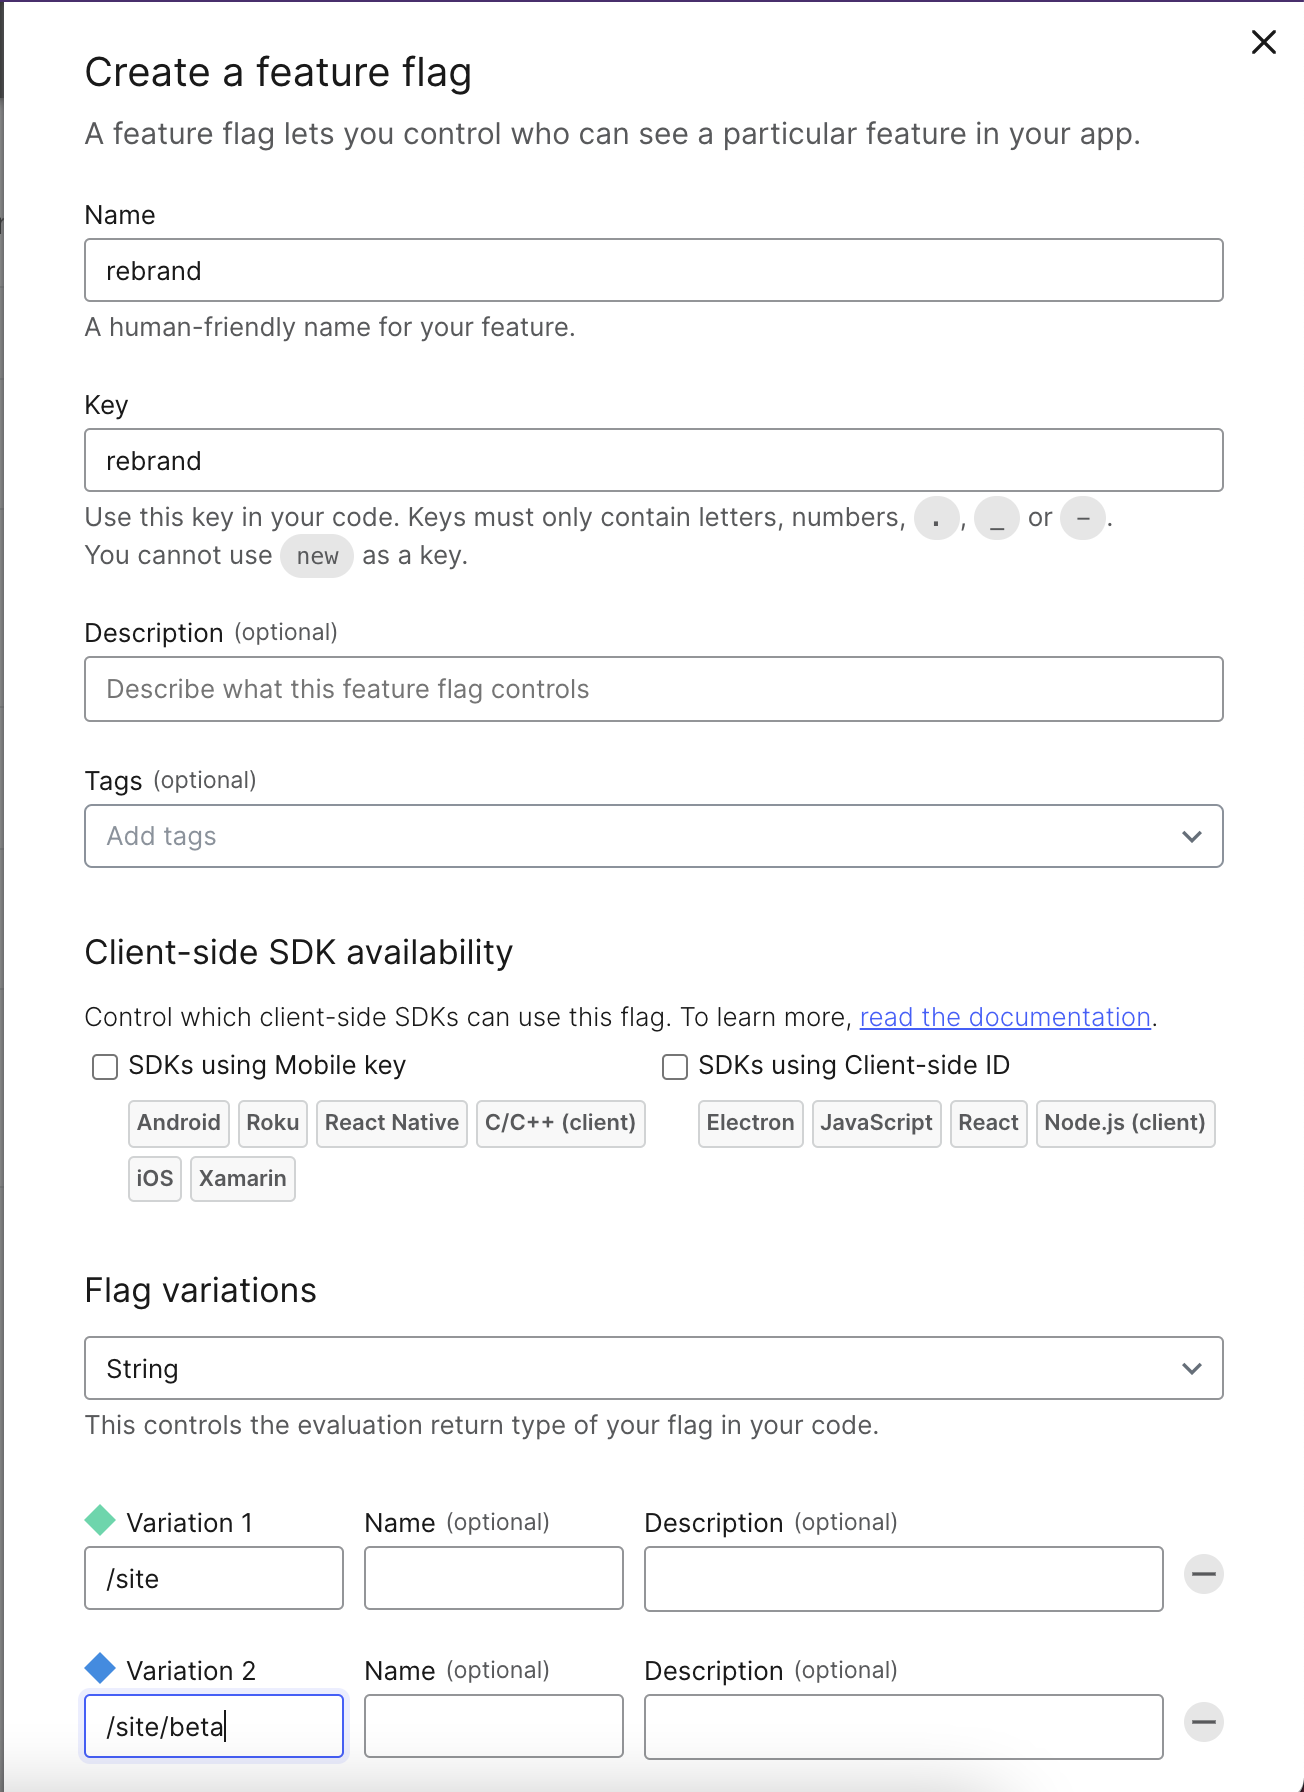 Create a feature flag
A feature flag lets you control who can see a particular feature in your app.
Name
rebrand
A human-friendly name for your feature.
Key
rebrand
Use this key in your code. Keys must only contain letters, numbers, . , _ or - .
You cannot use new as a key.
Description (optional)
Describe what this feature flag controls
Tags (optional)
Add tags
Client-side SDK availability
Control which client-side SDKs can use this flag. To learn more, read the documentation.
SDKs using Mobile key
Android Roku React Native C/C++ (client)
iOS Xamarin
SDKs using Client-side ID
Electron JavaScript React Node.js (client)
Flag variations
String
This controls the evaluation return type of your flag in your code.
Variation 1 Name (optional) Description (optional)
/site
Variation 2 Name (optional) Description (optional)
/site/beta